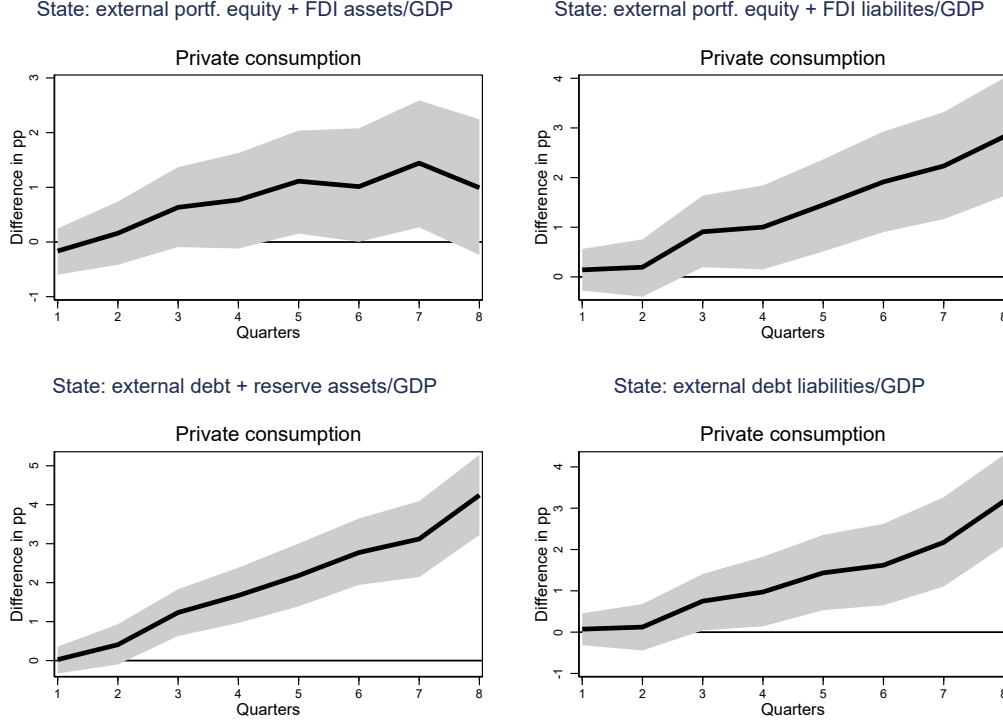 State: external portf. equity + FDI assets/GDP
Private consumption
Difference in pp
3
2
1
0
-1
1 2 3 4 5 6 7 8
Quarters
State: external portf. equity + FDI liabilites/GDP
Private consumption
Difference in pp
4
3
2
1
0
1 2 3 4 5 6 7 8
Quarters
State: external debt + reserve assets/GDP
Private consumption
Difference in pp
5
4
3
2
1
0
1 2 3 4 5 6 7 8
Quarters
State: external debt liabilities/GDP
Private consumption
Difference in pp
4
3
2
1
0
-1
1 2 3 4 5 6 7 8
Quarters